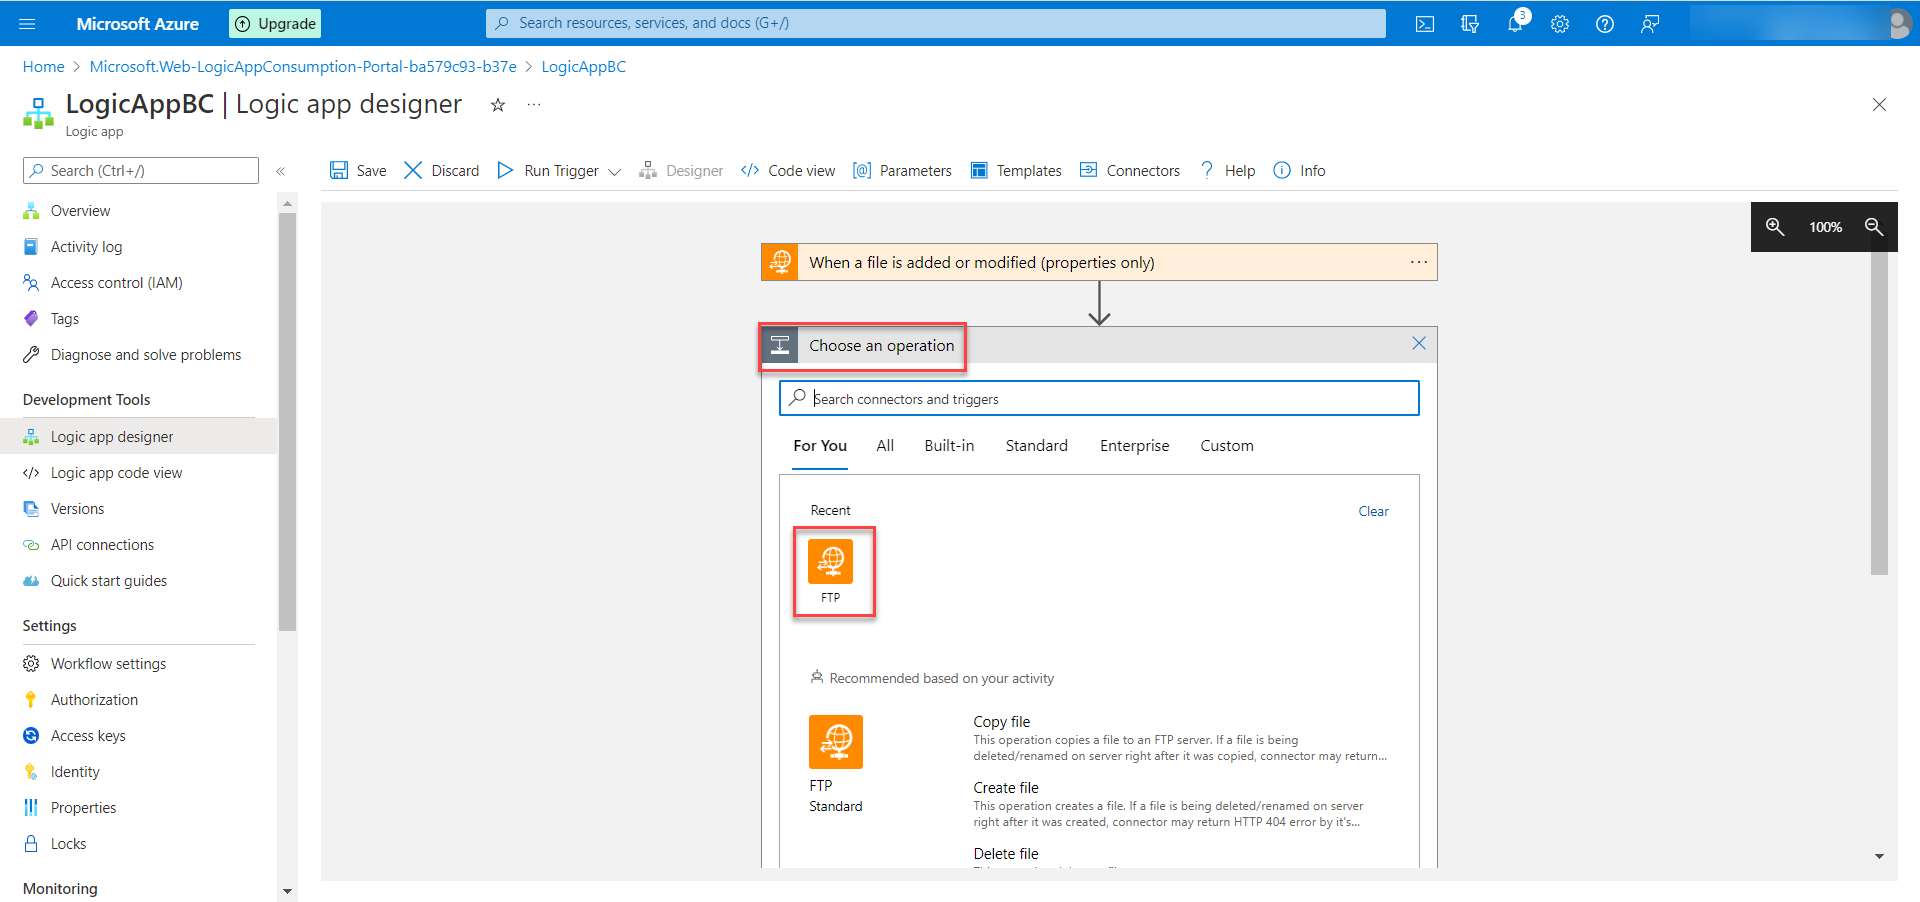 Microsoft Azure
Upgrade
Search resources, services, and docs (G+/)
3
Home > Microsoft.Web-LogicAppConsumption-Portal-ba579c93-b37e > LogicAppBC
LogicAppBC | Logic app designer
Logic app
Search (Ctrl+/)
Save
Discard
Run Trigger
Designer
Code view
Parameters
Templates
Connectors
Help
Info
Overview
Activity log
Access control (IAM)
Tags
Diagnose and solve problems
Development Tools
Logic app designer
Logic app code view
Versions
API connections
Quick start guides
Settings
Workflow settings
Authorization
Access keys
Identity
Properties
Locks
Monitoring
100%
When a file is added or modified (properties only)
Choose an operation
Search connectors and triggers
For You
All
Built-in
Standard
Enterprise
Custom
Recent
Clear
FTP
Recommended based on your activity
FTP
Standard
Copy file
This operation copies a file to an FTP server. If a file is being
deleted/renamed on server right after it was copied, connector may return...
Create file
This operation creates a file. If a file is being deleted/renamed on server
right after it was created, connector may return HTTP 404 error by it's...
Delete file